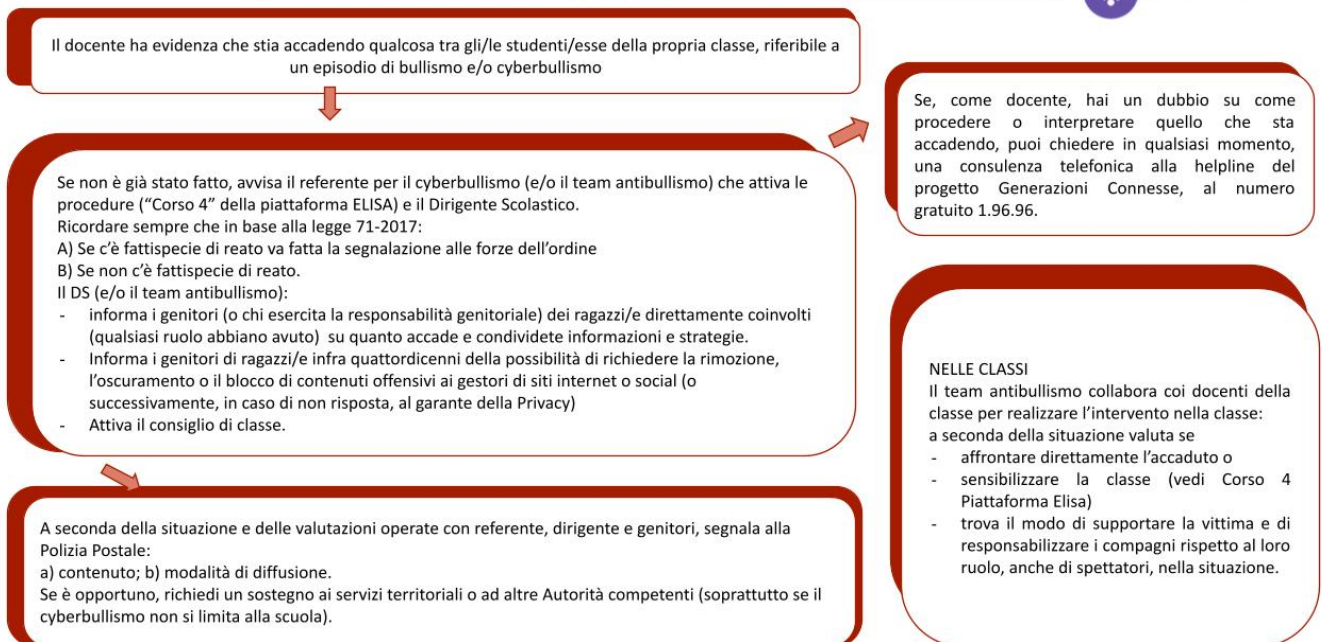 Il docente ha evidenza che stia accadendo qualcosa tra gli/le studenti/esse della propria classe, riferibile a
un episodio di bullismo e/o cyberbullismo
Se, come docente, hai un dubbio su come
procedere o interpretare quello che sta
accadendo, puoi chiedere in qualsiasi momento,
una consulenza telefonica alla helpline del
progetto Generazioni Connesse, al numero
gratuito 1.96.96.
Se non è già stato fatto, avvisa il referente per il cyberbullismo (e/o il team antibullismo) che attiva le
procedure (“Corso 4” della piattaforma ELISA) e il Dirigente Scolastico.
Ricordare sempre che in base alla legge 71-2017:
A) Se c’è fattispecie di reato va fatta la segnalazione alle forze dell’ordine
B) Se non c’è fattispecie di reato.
Il DS (e/o il team antibullismo):
- informa i genitori (o chi esercita la responsabilità genitoriale) dei ragazzi/e direttamente coinvolti
(qualsiasi ruolo abbiano avuto) su quanto accade e condividete informazioni e strategie.
- Informa i genitori di ragazzi/e infra quattordicenni della possibilità di richiedere la rimozione,
l’oscuramento o il blocco di contenuti offensivi ai gestori di siti internet o social (o
successivamente, in caso di non risposta, al garante della Privacy)
- Attiva il consiglio di classe.
NELLE CLASSI
Il team antibullismo collabora coi docenti della
classe per realizzare l’intervento nella classe:
a seconda della situazione valuta se
- affrontare direttamente l’accaduto o
- sensibilizzare la classe (vedi Corso 4
Piattaforma Elisa)
- trova il modo di supportare la vittima e di
responsabilizzare i compagni rispetto al loro
ruolo, anche di spettatori, nella situazione.
A seconda della situazione e delle valutazioni operate con referente, dirigente e genitori, segnala alla
Polizia Postale:
a) contenuto; b) modalità di diffusione.
Se è opportuno, richiedi un sostegno ai servizi territoriali o ad altre Autorità competenti (soprattutto se il
cyberbullismo non si limita alla scuola).